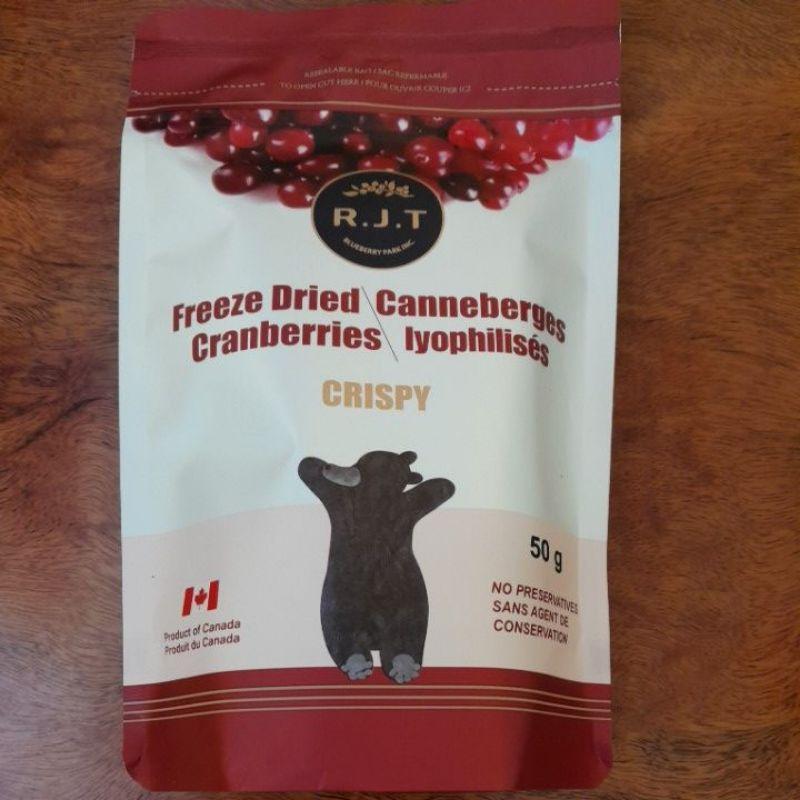 RESEALABLE BAG / SAC REFERMABLE
TO OPEN CUT HERE / POUR OUVRIR COUPER ICI
R.J.T
BLUEBERRY PARK INC.
Freeze Dried \ Canneberges
Cranberries \ lyophilisés
CRISPY
50 g
NO PRESERVATIVES
SANS AGENT DE
CONSERVATION
Product of Canada
Produit du Canada